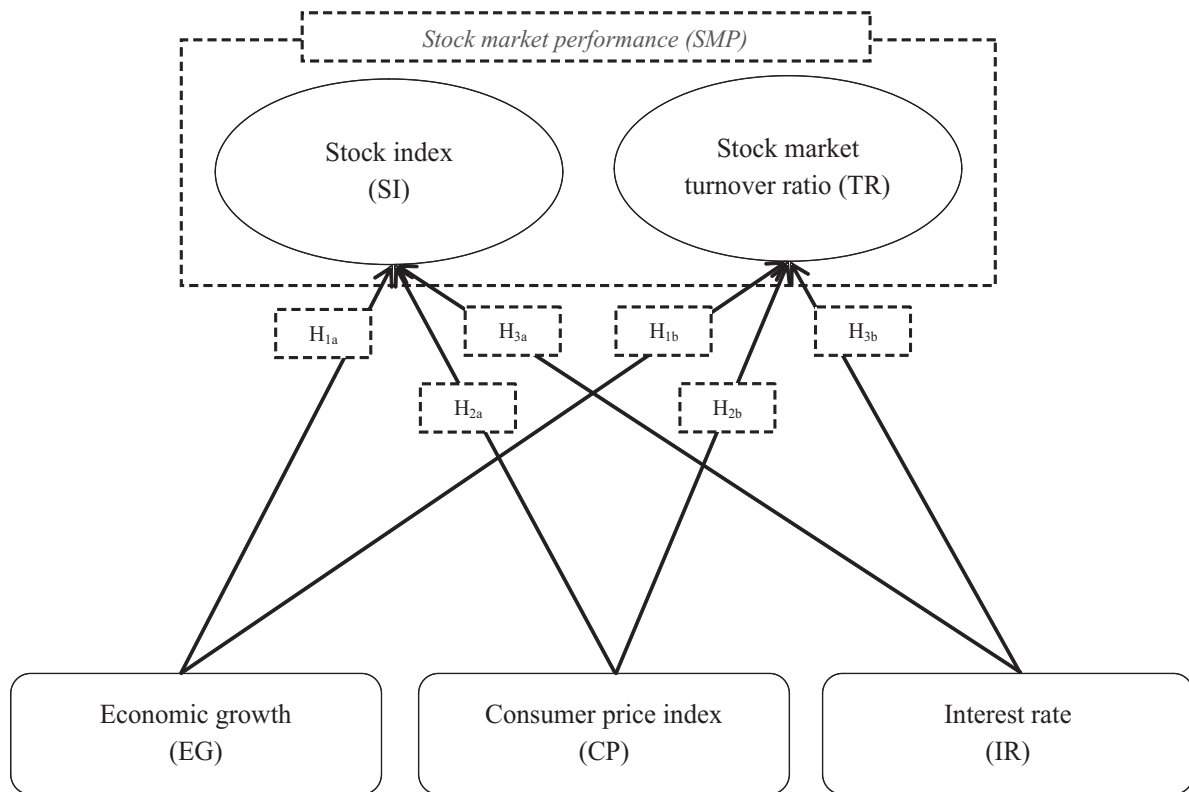 Stock market performance (SMP)
Stock index
(SI)
Stock market
turnover ratio (TR)
H1a
H3a
H1b
H3b
H2a
H2b
Economic growth
(EG)
Consumer price index
(CP)
Interest rate
(IR)